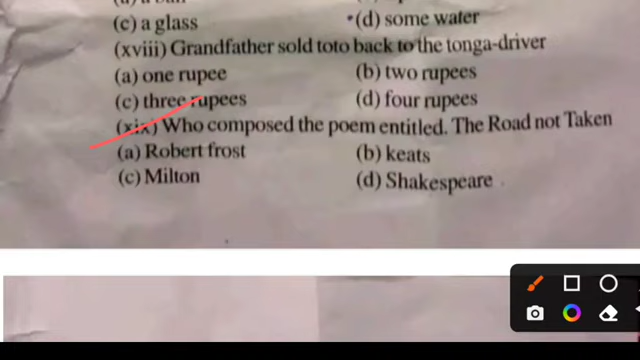 (c) a glass (d) some water
(xviii) Grandfather sold toto back to the tonga-driver
(a) one rupee (b) two rupees
(c) three rupees (d) four rupees
(xix) Who composed the poem entitled. The Road not Taken
(a) Robert frost (b) keats
(c) Milton (d) Shakespeare